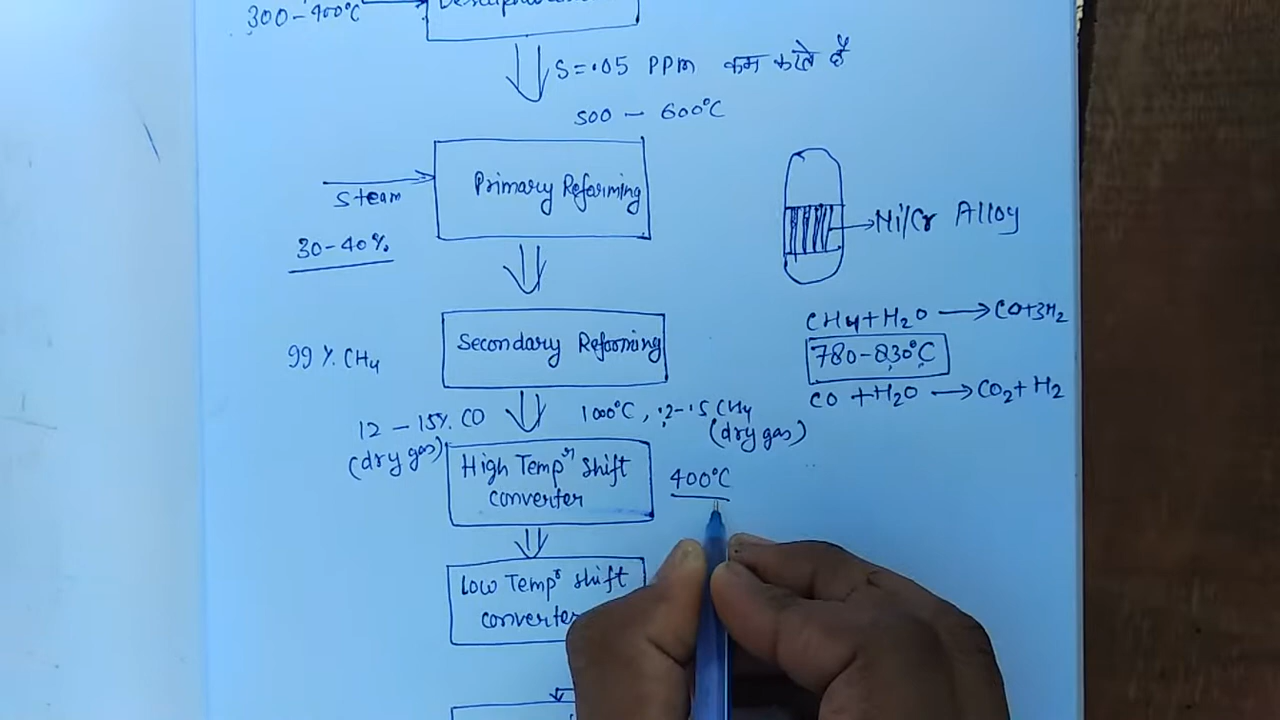 300-400°C
S=.05 PPm कम करते है
500 - 600°C
Primary Reforming
Steam
30-40%
Ni/Cr Alloy
CH4+H2O → CO+3H2
780-830°C
CO +H2O → CO2+H2
Secondary Reforming
99% CH4
12 - 15% CO
(dry gas)
1000°C, .2-.5 CH4
(dry gas)
High Tempr Shift
converter
400°C
Low Tempr Shift
converter